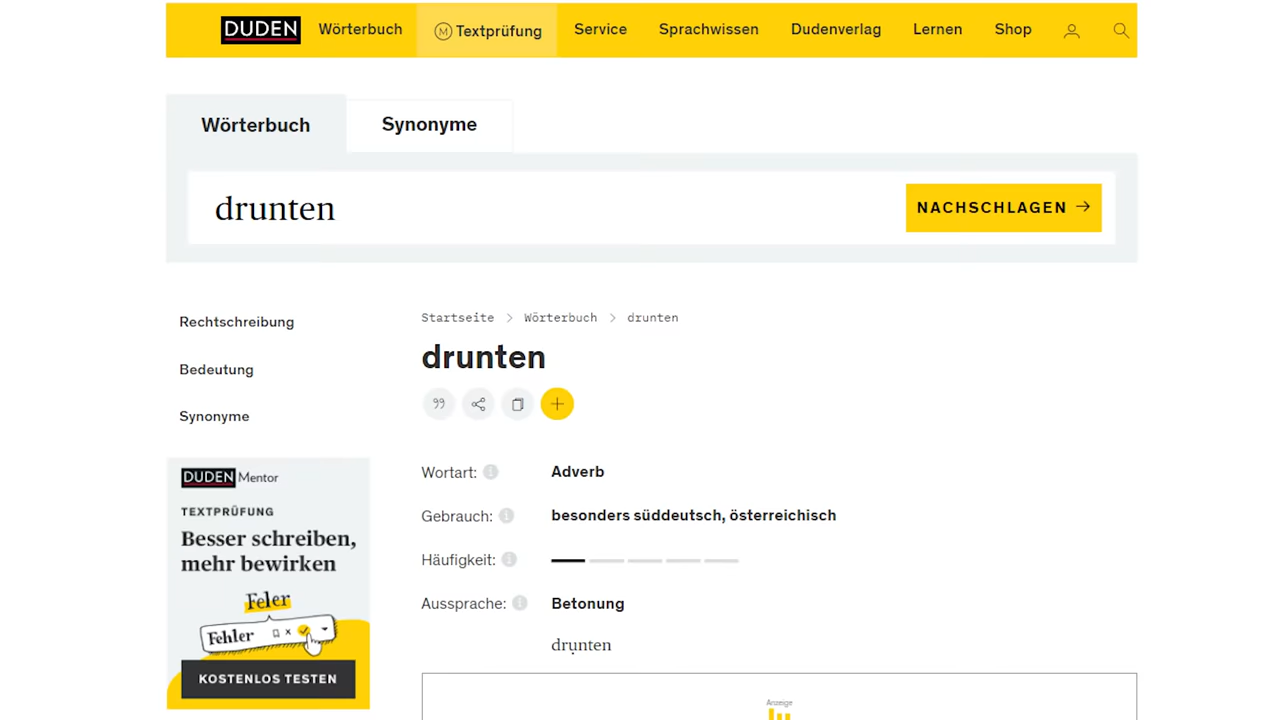 DUDEN Wörterbuch M Textprüfung Service Sprachwissen Dudenverlag Lernen Shop
Wörterbuch Synonyme
drunten
NACHSCHLAGEN →
Startseite > Wörterbuch > drunten
drunten
Rechtschreibung
Bedeutung
Synonyme
DUDEN Mentor
TEXTPRÜFUNG
Besser schreiben,
mehr bewirken
Feler
Fehler
KOSTENLOS TESTEN
Wortart: Adverb
Gebrauch: besonders süddeutsch, österreichisch
Häufigkeit:
Aussprache: Betonung
drụnten
Anzeige